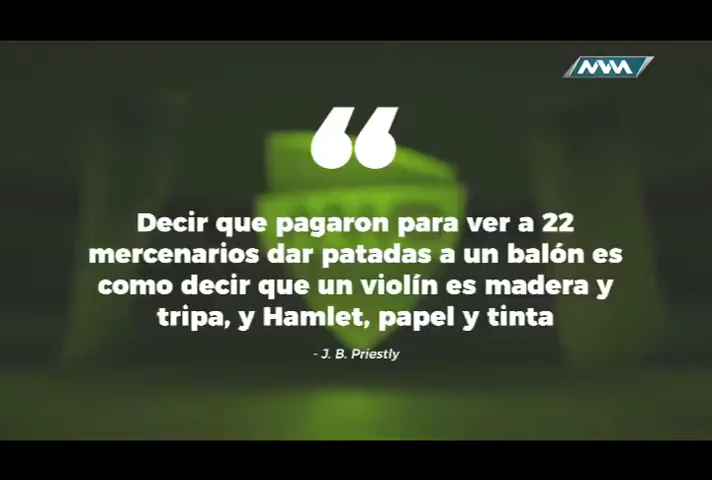 MVM
“
Decir que pagaron para ver a 22
mercenarios dar patadas a un balón es
como decir que un violín es madera y
tripa, y Hamlet, papel y tinta
- J. B. Priestly